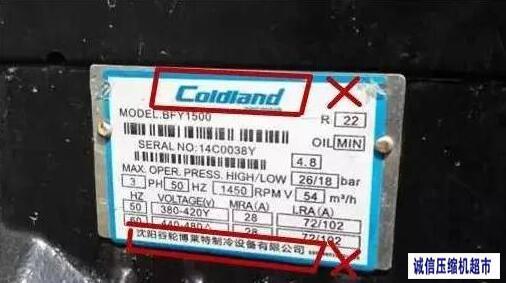 Coldland
MODEL.BFY1500
R 22
OIL MIN
SERIAL NO:14C0038Y
4.8
MAX. OPER. PRESS. HIGH/LOW 26/18 bar
3 PH 50 HZ 1450 RPM V 54 m³/h
HZ VOLTAGE(V) MRA(A) LRA(A)
50 380-420Y 28 72/102
60 440-480 28 72/102
沈阳谷轮博莱特制冷设备有限公司
诚信压缩机超市